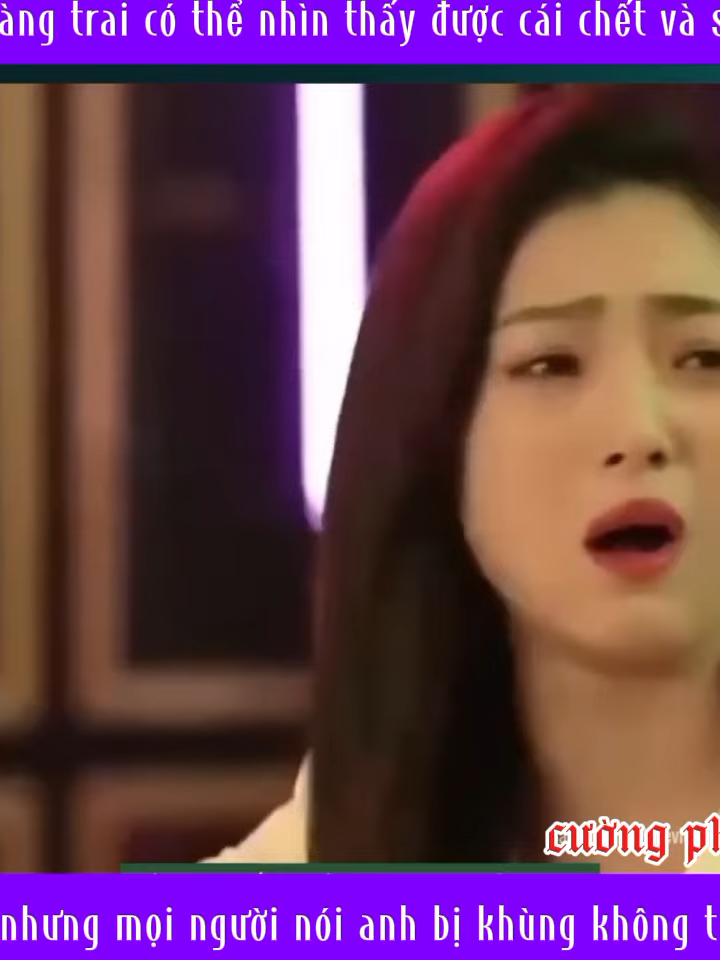 àng trai có thể nhìn thấy được cái chết và s
cường ph
nhưng mọi người nói anh bị khùng không t